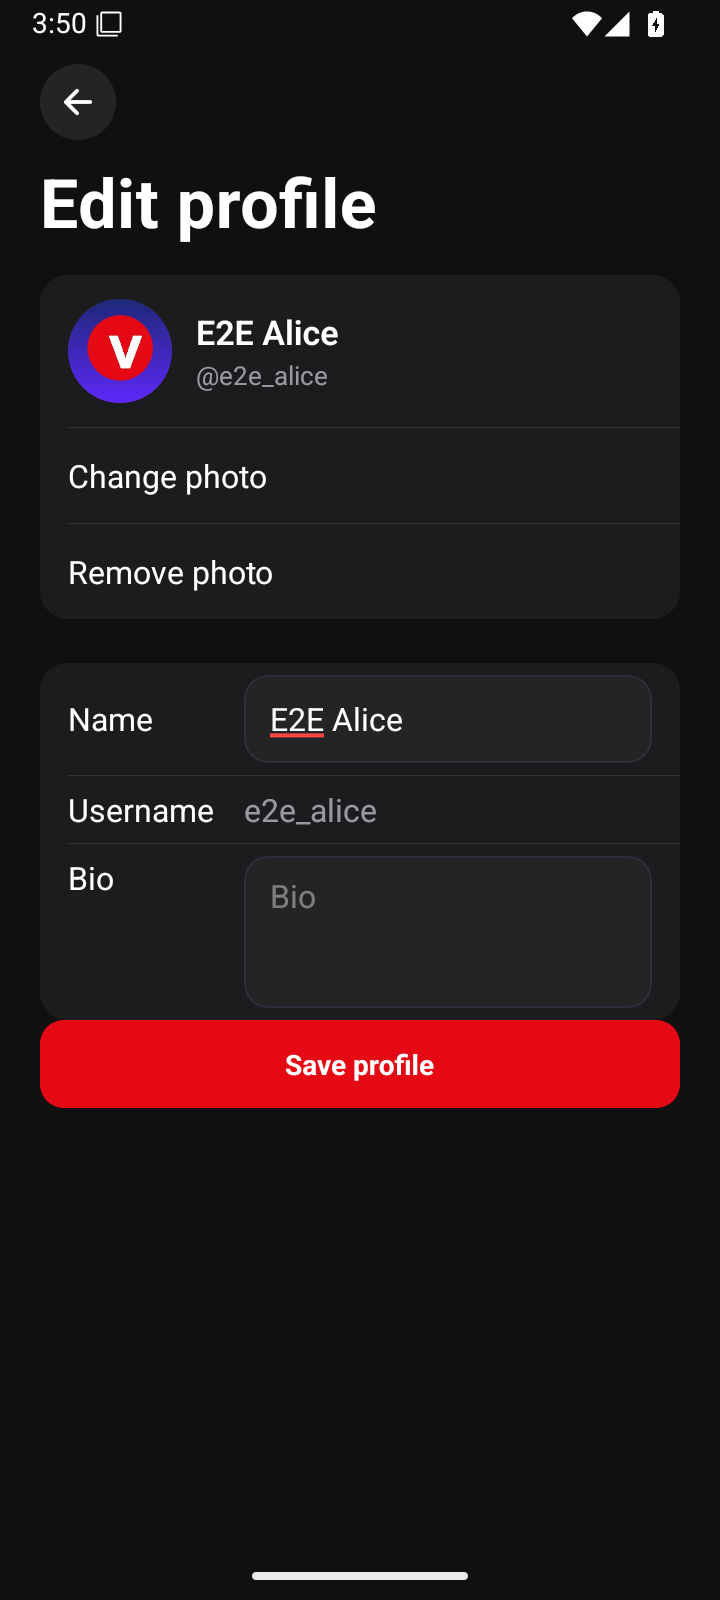 3:50
Edit profile
V
E2E Alice
@e2e_alice
Change photo
Remove photo
Name E2E Alice
Username e2e_alice
Bio Bio
Save profile